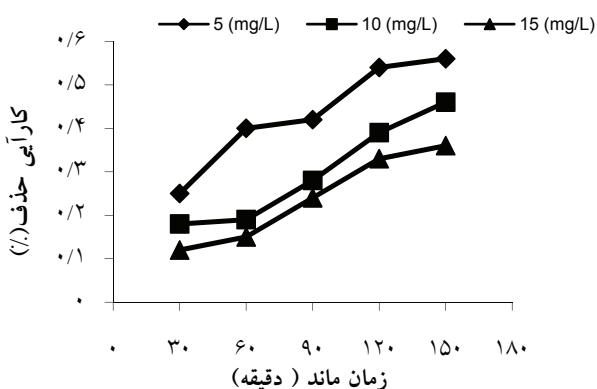 5 (mg/L) 10 (mg/L) 15 (mg/L)
۰/۶
۰/۵
۰/۴
۰/۳
۰/۲
۰/۱
۰
کارآیی حذف(٪)
۰ ۳۰ ۶۰ ۹۰ ۱۲۰ ۱۵۰ ۱۸۰
زمان ماند ( دقیقه)